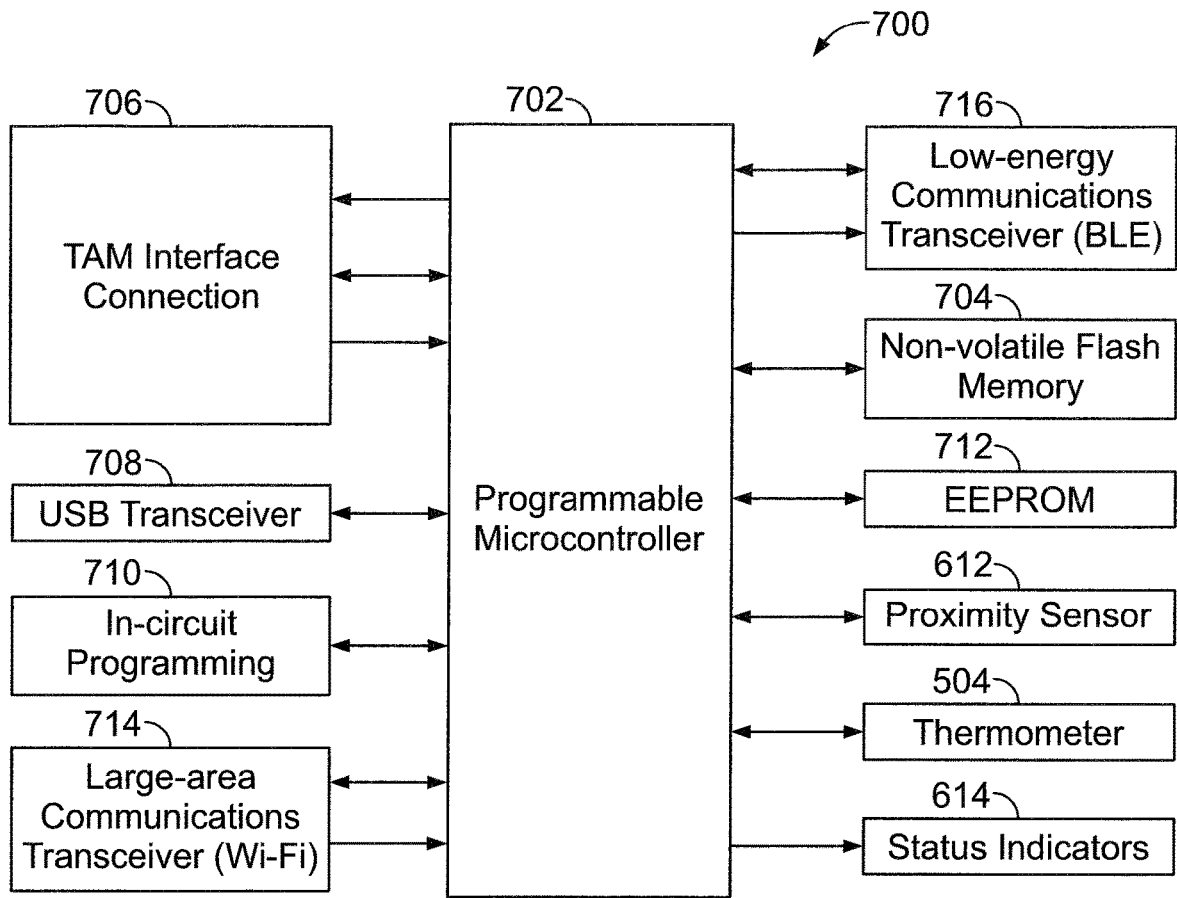 700
706
TAM Interface
Connection
708
USB Transceiver
710
In-circuit
Programming
714
Large-area
Communications
Transceiver (Wi-Fi)
702
Programmable
Microcontroller
716
Low-energy
Communications
Transceiver (BLE)
704
Non-volatile Flash
Memory
712
EEPROM
612
Proximity Sensor
504
Thermometer
614
Status Indicators